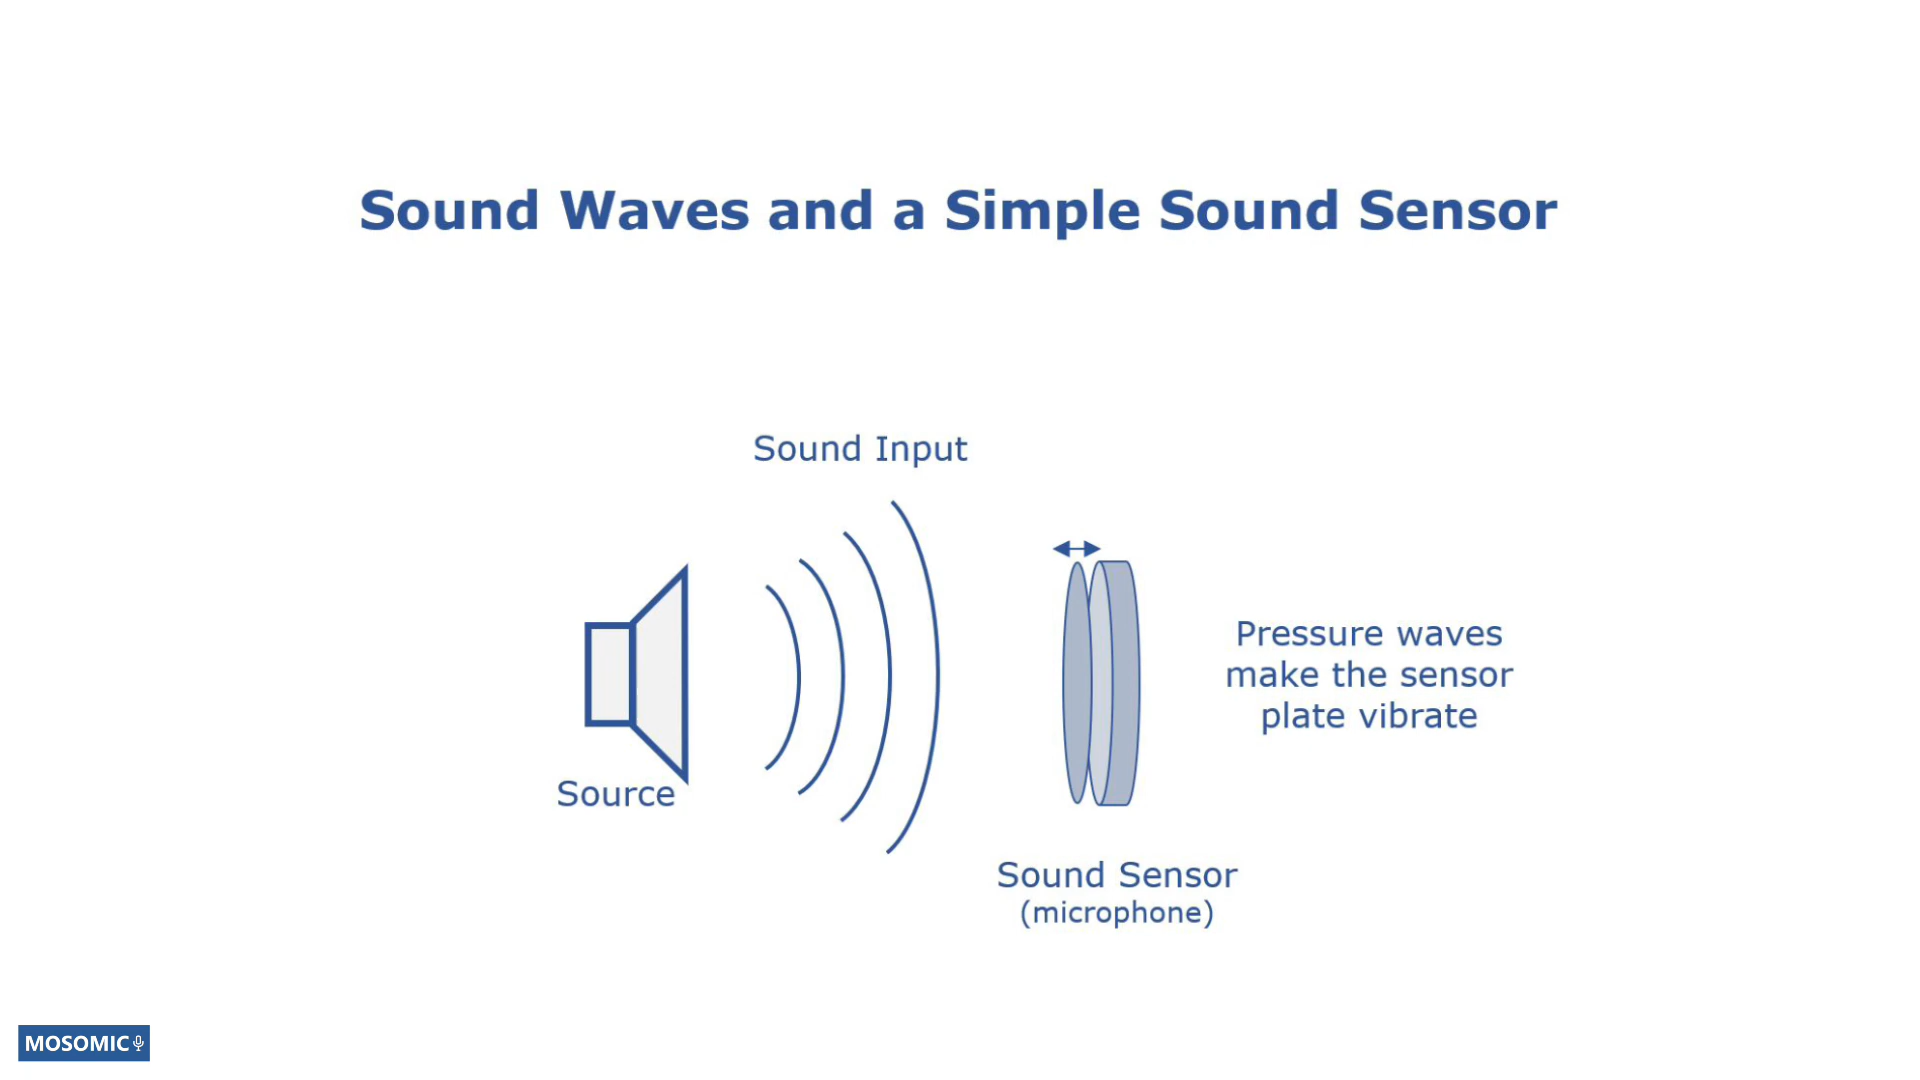 Sound Waves and a Simple Sound Sensor
Sound Input
Source
Pressure waves
make the sensor
plate vibrate
Sound Sensor
(microphone)
MOSOMIC